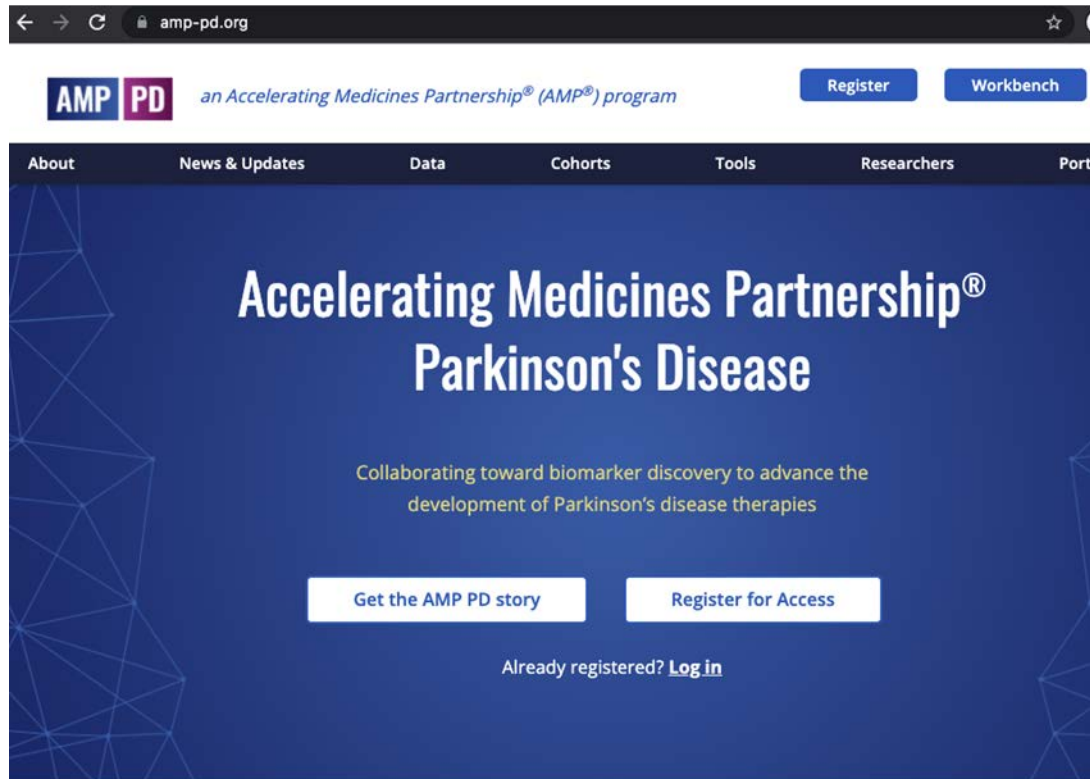 amp-pd.org
AMP PD
an Accelerating Medicines Partnership® (AMP®) program
Register
Workbench
About
News & Updates
Data
Cohorts
Tools
Researchers
Port
Accelerating Medicines Partnership®
Parkinson's Disease
Collaborating toward biomarker discovery to advance the
development of Parkinson's disease therapies
Get the AMP PD story
Register for Access
Already registered? Log in